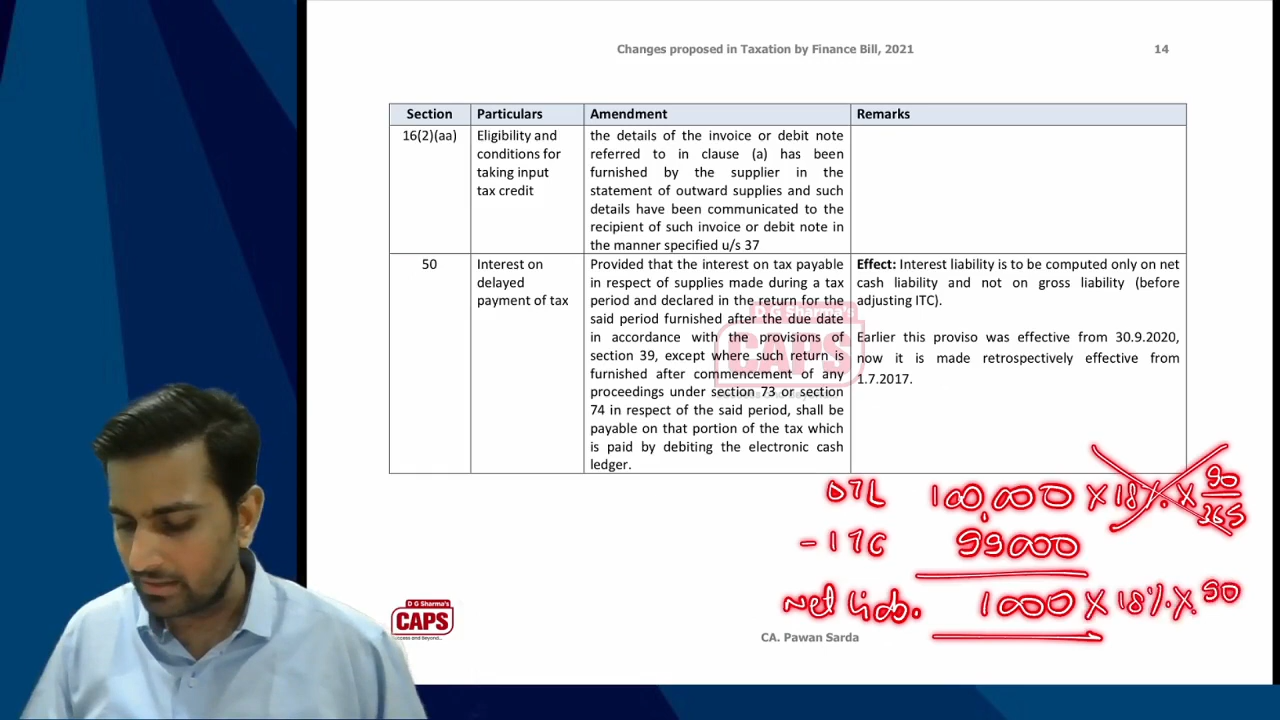 Changes proposed in Taxation by Finance Bill, 2021 14
Section Particulars Amendment Remarks
16(2)(aa)
Eligibility and
conditions for
taking input
tax credit
the details of the invoice or debit note
referred to in clause (a) has been
furnished by the supplier in the
statement of outward supplies and such
details have been communicated to the
recipient of such invoice or debit note in
the manner specified u/s 37
50
Interest on
delayed
payment of tax
Provided that the interest on tax payable
in respect of supplies made during a tax
period and declared in the return for the
said period furnished after the due date
in accordance with the provisions of
section 39, except where such return is
furnished after commencement of any
proceedings under section 73 or section
74 in respect of the said period, shall be
payable on that portion of the tax which
is paid by debiting the electronic cash
ledger.
Effect: Interest liability is to be computed only on net
cash liability and not on gross liability (before
adjusting ITC).
Earlier this proviso was effective from 30.9.2020,
now it is made retrospectively effective from
1.7.2017.
D G Sharma's
CAPS
OTL 100,000 X 18%. X 90/365
- ITC 99000
Net liab. 1000 X 18%. X 90
D G Sharma's
CAPS
Success and Beyond...
CA. Pawan Sarda